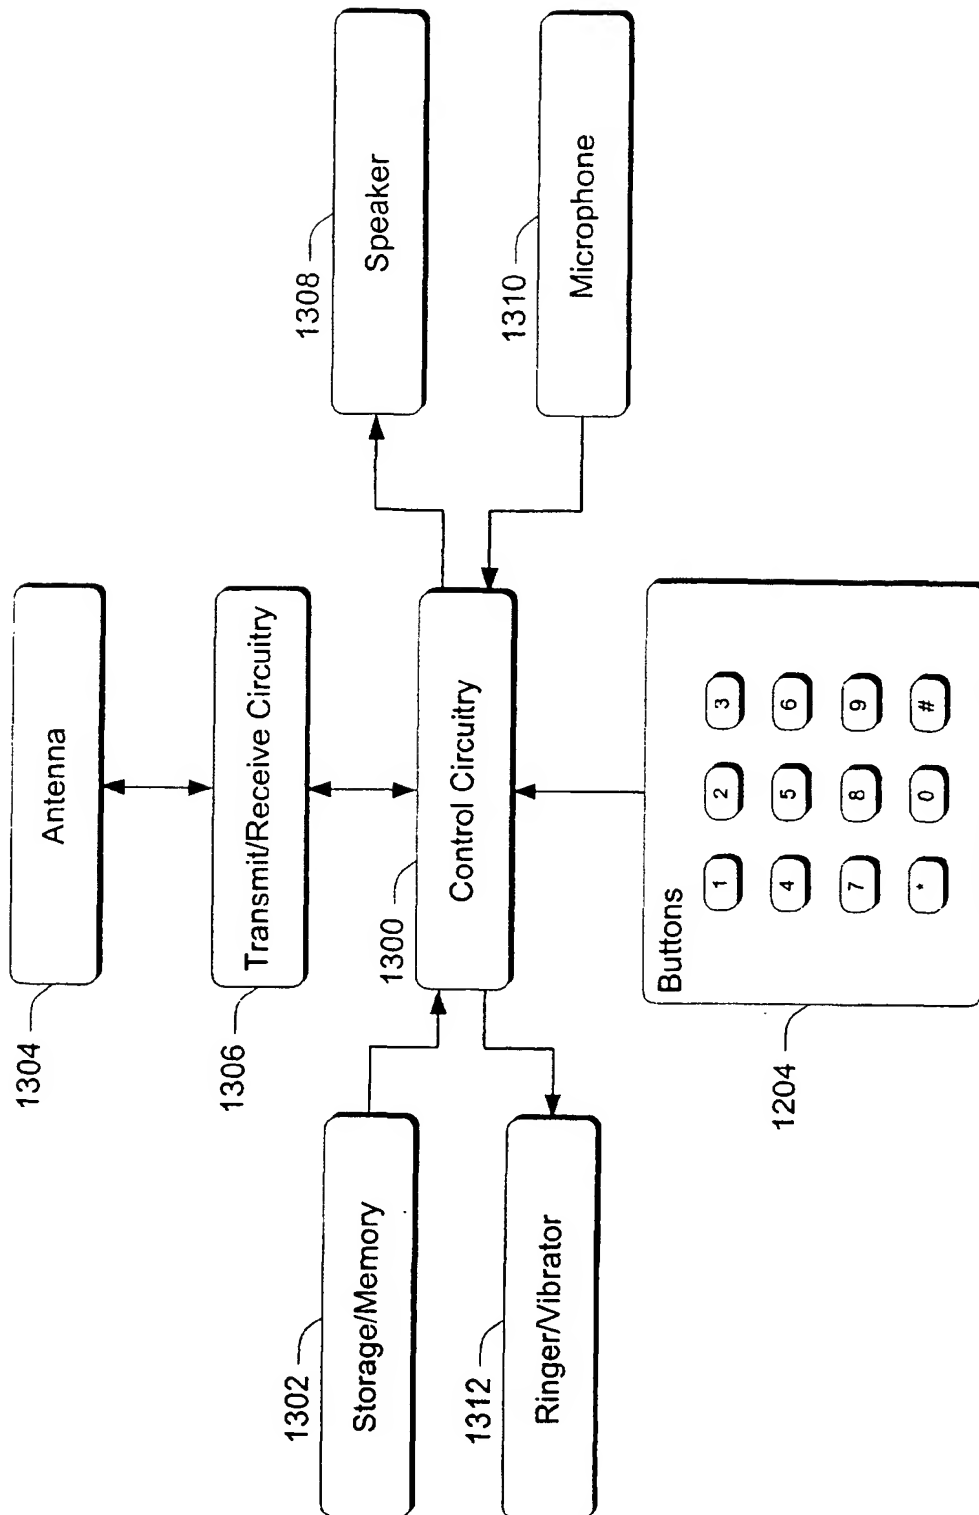 1304
Antenna
1306
Transmit/Receive Circuitry
1302
Storage/Memory
1300
Control Circuitry
1308
Speaker
1312
Ringer/Vibrator
1310
Microphone
1204
Buttons
1 2 3
4 5 6
7 8 9
* 0 #